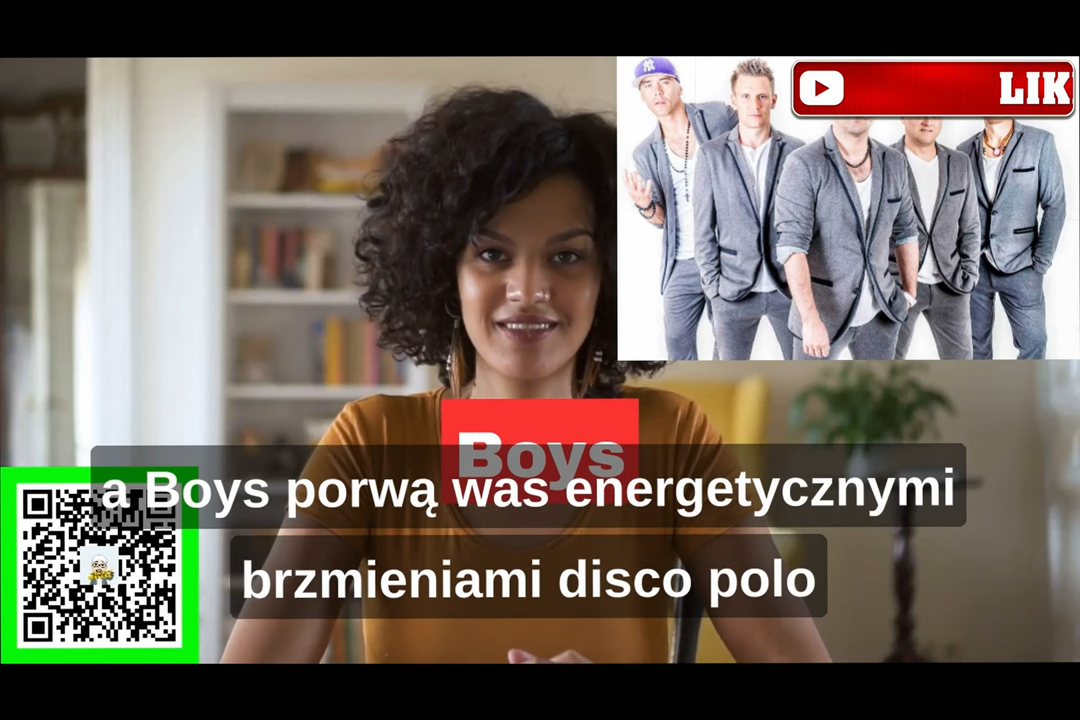 LIK
Boys
a Boys porwą was energetycznymi
brzmieniami disco polo